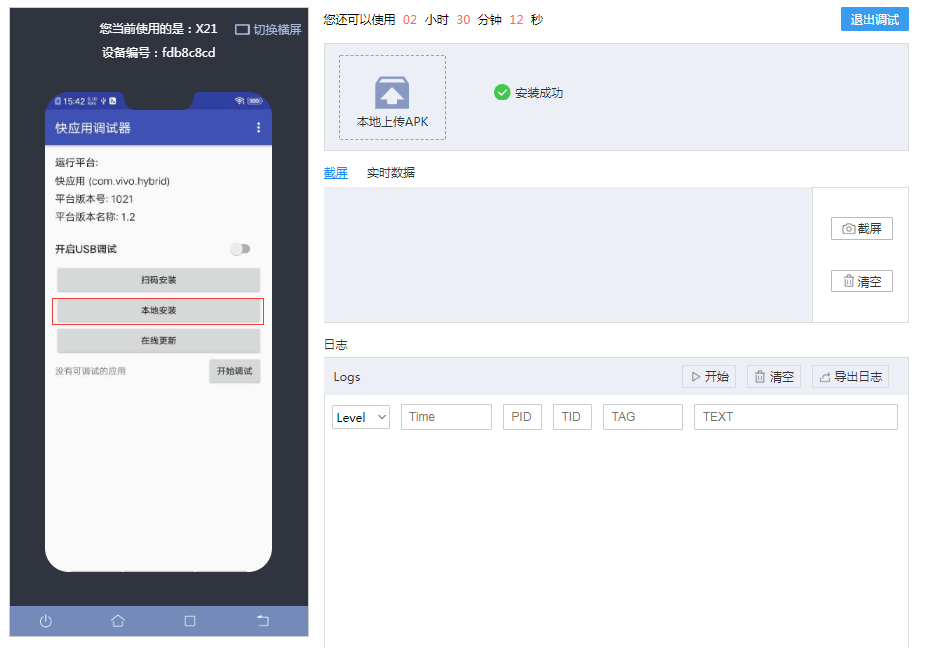 您当前使用的是：X21
切换横屏
设备编号：fdb8c8cd
15:42
快应用调试器
运行平台:
快应用 (com.vivo.hybrid)
平台版本号: 1021
平台版本名称: 1.2
开启USB调试
扫码安装
本地安装
在线更新
没有可调试的应用
开始调试
您还可以使用 02 小时 30 分钟 12 秒
退出调试
本地上传APK
安装成功
截屏 实时数据
截屏
清空
日志
Logs
开始
清空
导出日志
Level Time PID TID TAG TEXT